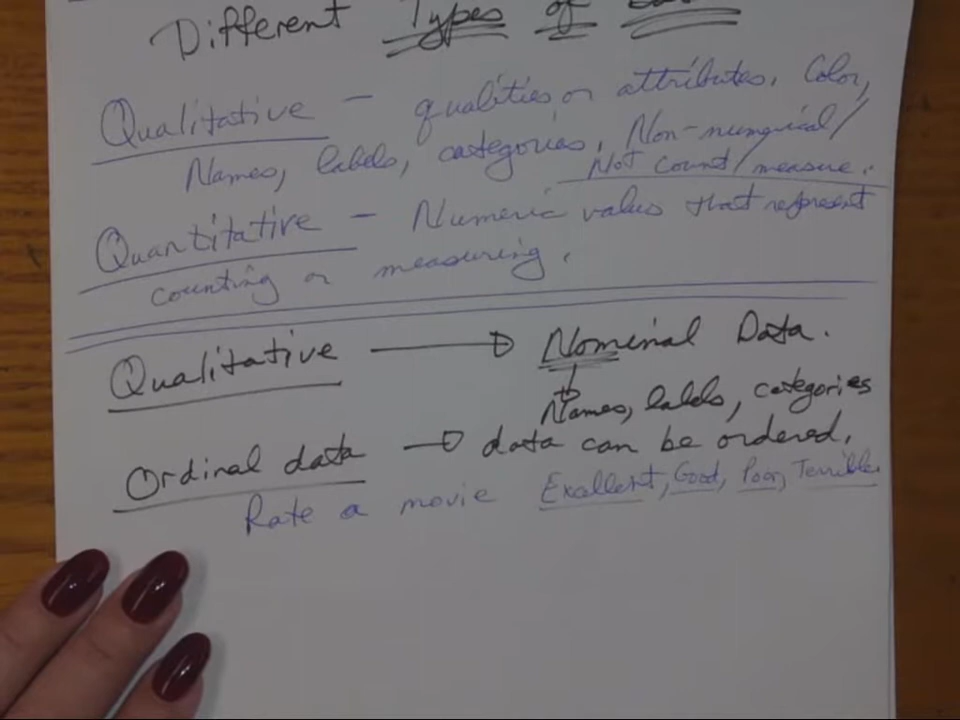 Different Types of Data
Qualitative – qualities or attributes. Color,
Names, labels, categories, Non-numerical/
Not count/measure.
Quantitative – Numeric values that represent
counting or measuring.
Qualitative → Nominal Data.
Names, labels, categories
Ordinal data → data can be ordered.
Rate a movie Excellent, Good, Poor, Terrible.